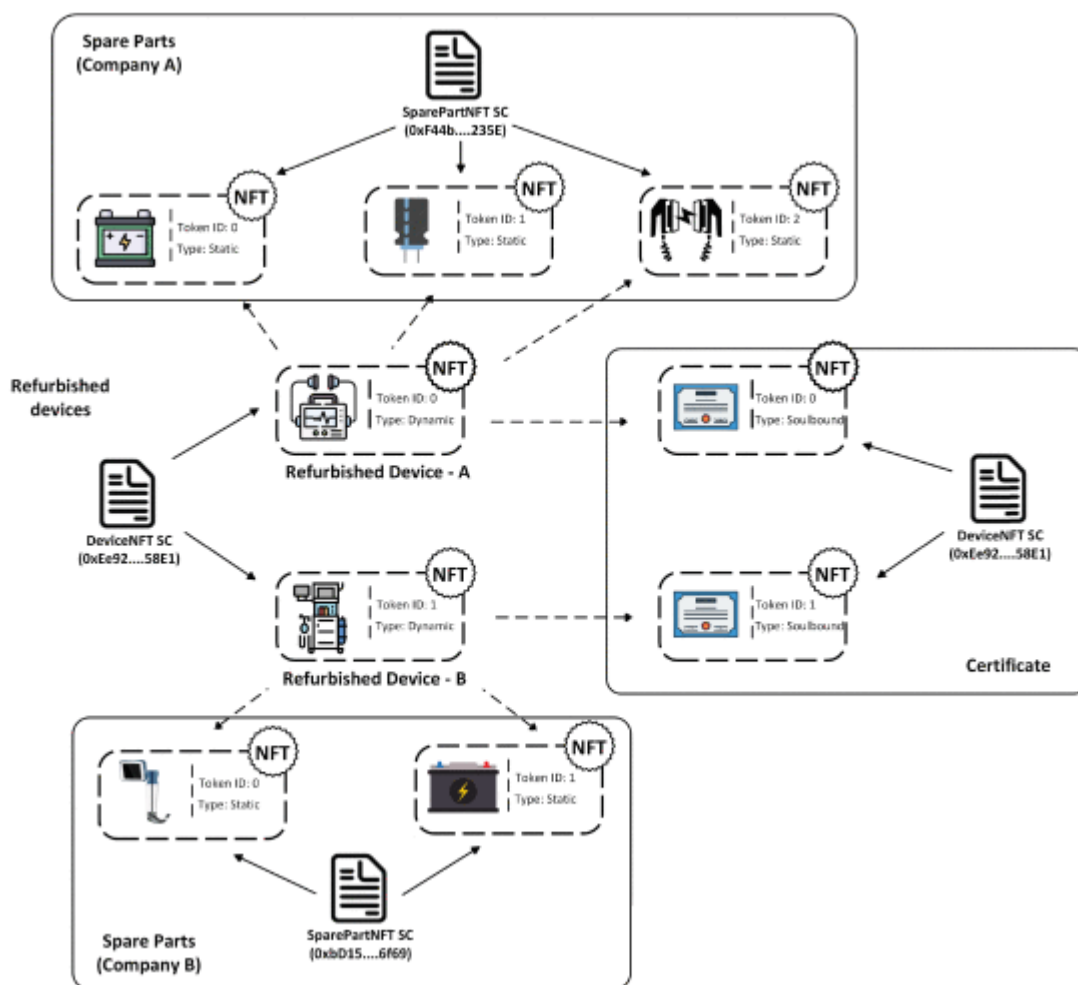 Spare Parts
(Company A)
SparePartNFT SC
(0xF44b....235E)
NFT
Token ID: 0
Type: Static
NFT
Token ID: 1
Type: Static
NFT
Token ID: 2
Type: Static
Refurbished
devices
NFT
Token ID: 0
Type: Dynamic
Refurbished Device - A
NFT
Token ID: 0
Type: Soulbound
DeviceNFT SC
(0xEe92....58E1)
DeviceNFT SC
(0xEe92....58E1)
NFT
Token ID: 1
Type: Dynamic
Refurbished Device - B
NFT
Token ID: 1
Type: Soulbound
Certificate
NFT
Token ID: 0
Type: Static
NFT
Token ID: 1
Type: Static
SparePartNFT SC
(0xbD15....6f69)
Spare Parts
(Company B)